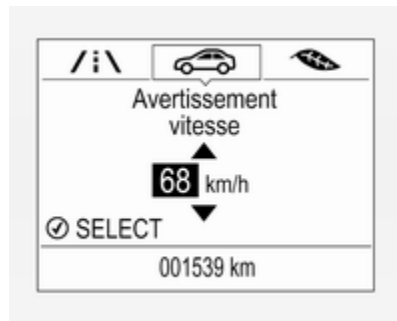 Avertissement
vitesse
68 km/h
SELECT
001539 km